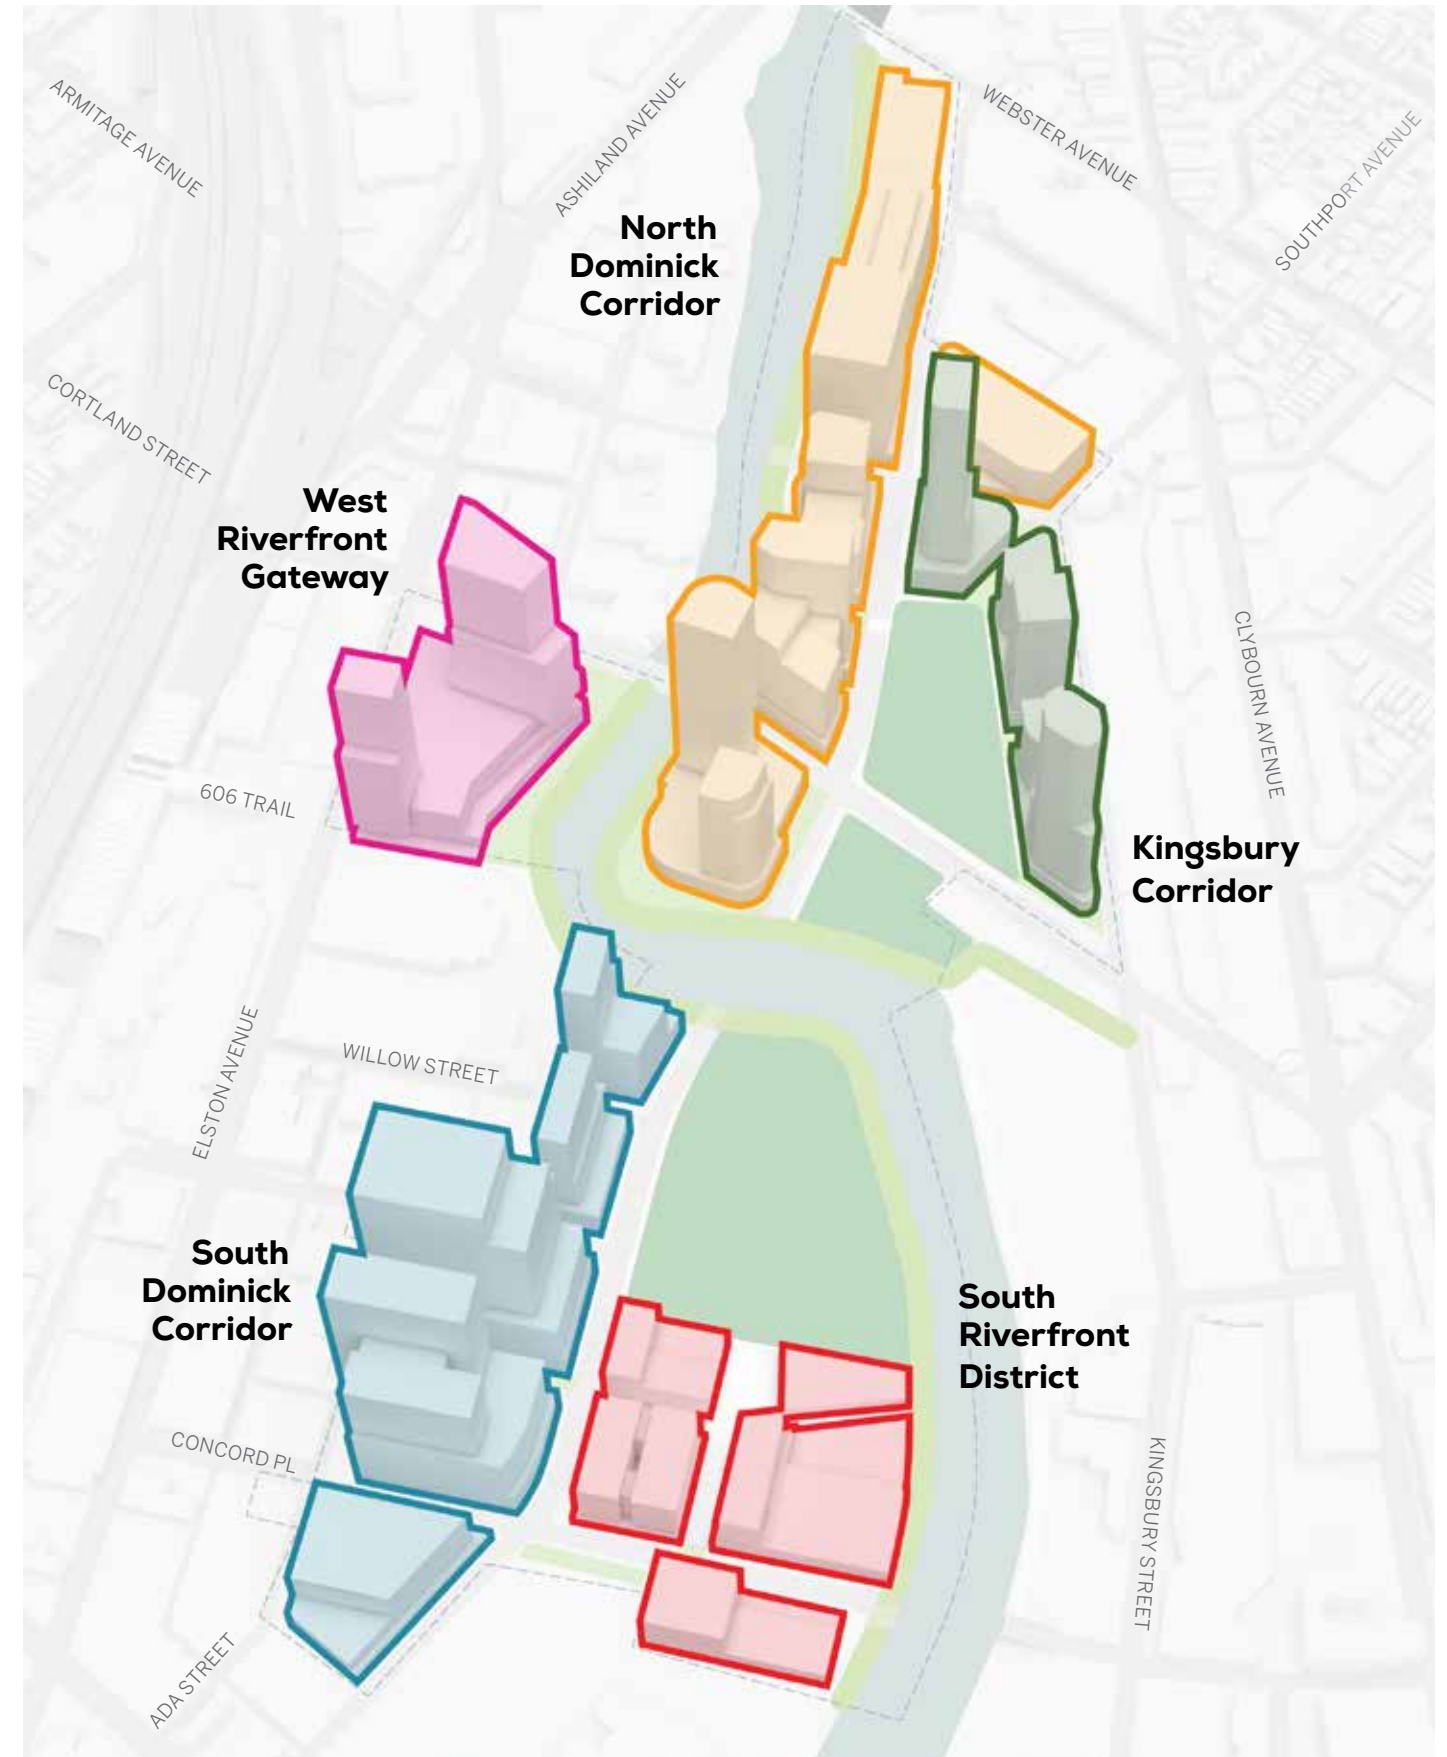 ARMITAGE AVENUE
ASHILAND AVENUE
WEBSTER AVENUE
SOUTHPORT AVENUE
North
Dominick
Corridor
CORTLAND STREET
West
Riverfront
Gateway
CLYBOURN AVENUE
606 TRAIL
Kingsbury
Corridor
ELSTON AVENUE
WILLOW STREET
South
Dominick
Corridor
South
Riverfront
District
CONCORD PL
KINGSBURY STREET
ADA STREET